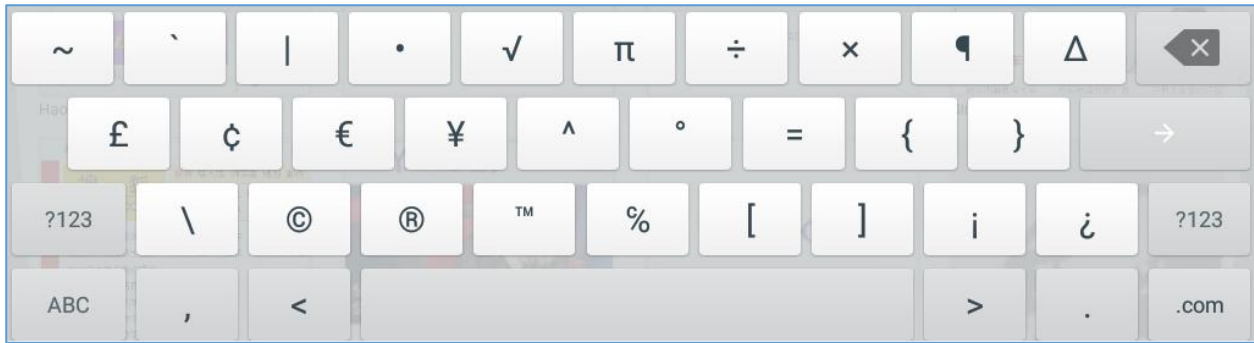 ~ ` | • √ π ÷ × ¶ Δ
£ ¢ € ¥ ^ ° = { } →
?123 \ © ® ™ ℅ [ ] ¡ ¿ ?123
ABC , < > . .com